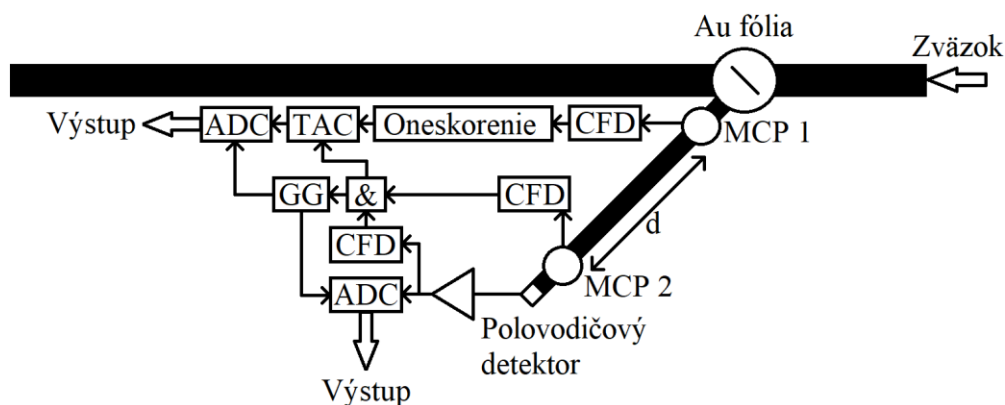 Au fólia
Zväzok
Výstup
ADC
TAC
Oneskorenie
CFD
MCP 1
GG
&
CFD
d
CFD
ADC
MCP 2
Polovodičový
detektor
Výstup